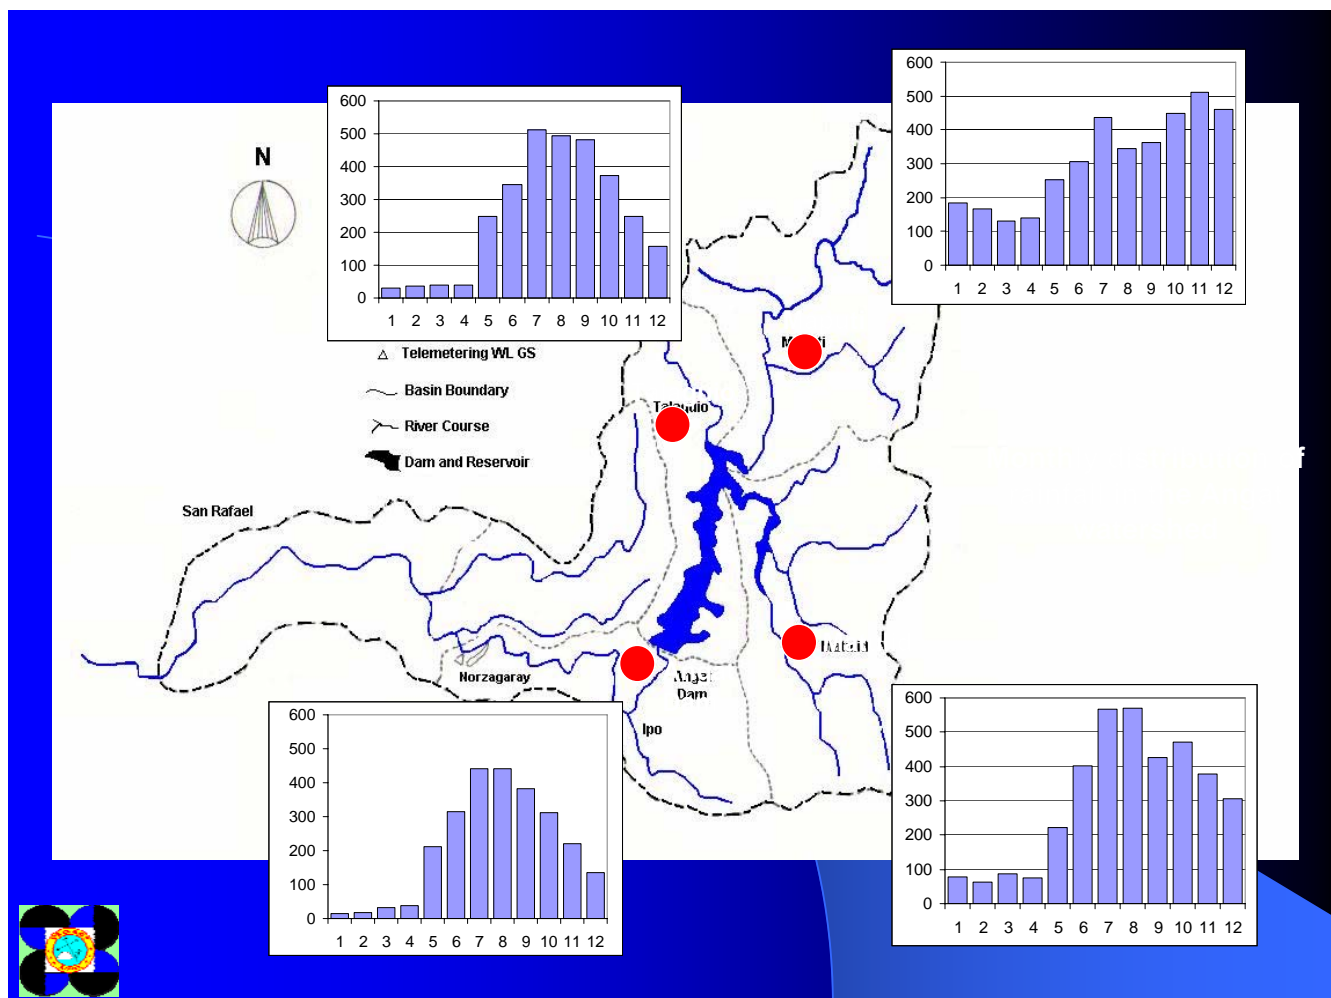 600
500
400
300
200
100
0
1 2 3 4 5 6 7 8 9 10 11 12
600
500
400
300
200
100
0
1 2 3 4 5 6 7 8 9 10 11 12
N
Telemetering WL GS
Basin Boundary
River Course
Dam and Reservoir
f
San Rafael
Norzagaray
Dam
Ipo
600
500
400
300
200
100
0
1 2 3 4 5 6 7 8 9 10 11 12
600
500
400
300
200
100
0
1 2 3 4 5 6 7 8 9 10 11 12